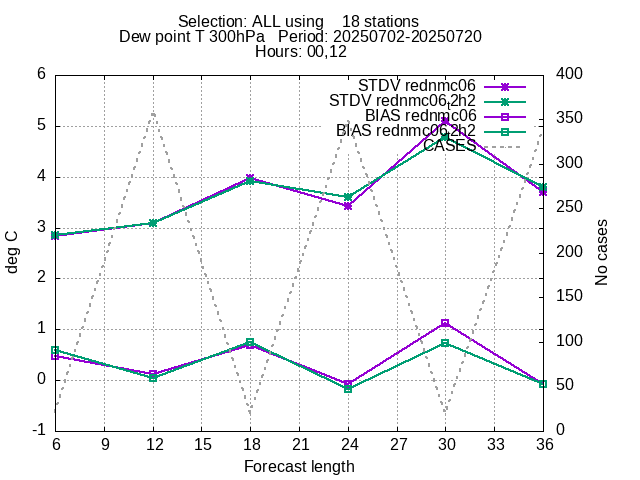 Selection: ALL using    18 stations
Dew point T 300hPa   Period: 20250702-20250720
Hours: 00,12
STDV rednmc06
STDV rednmc06,2h2
BIAS rednmc06
BIAS rednmc06,2h2
CASES
6
5
4
3
2
1
0
-1
deg C
400
350
300
250
200
150
100
50
0
No cases
6 9 12 15 18 21 24 27 30 33 36
Forecast length